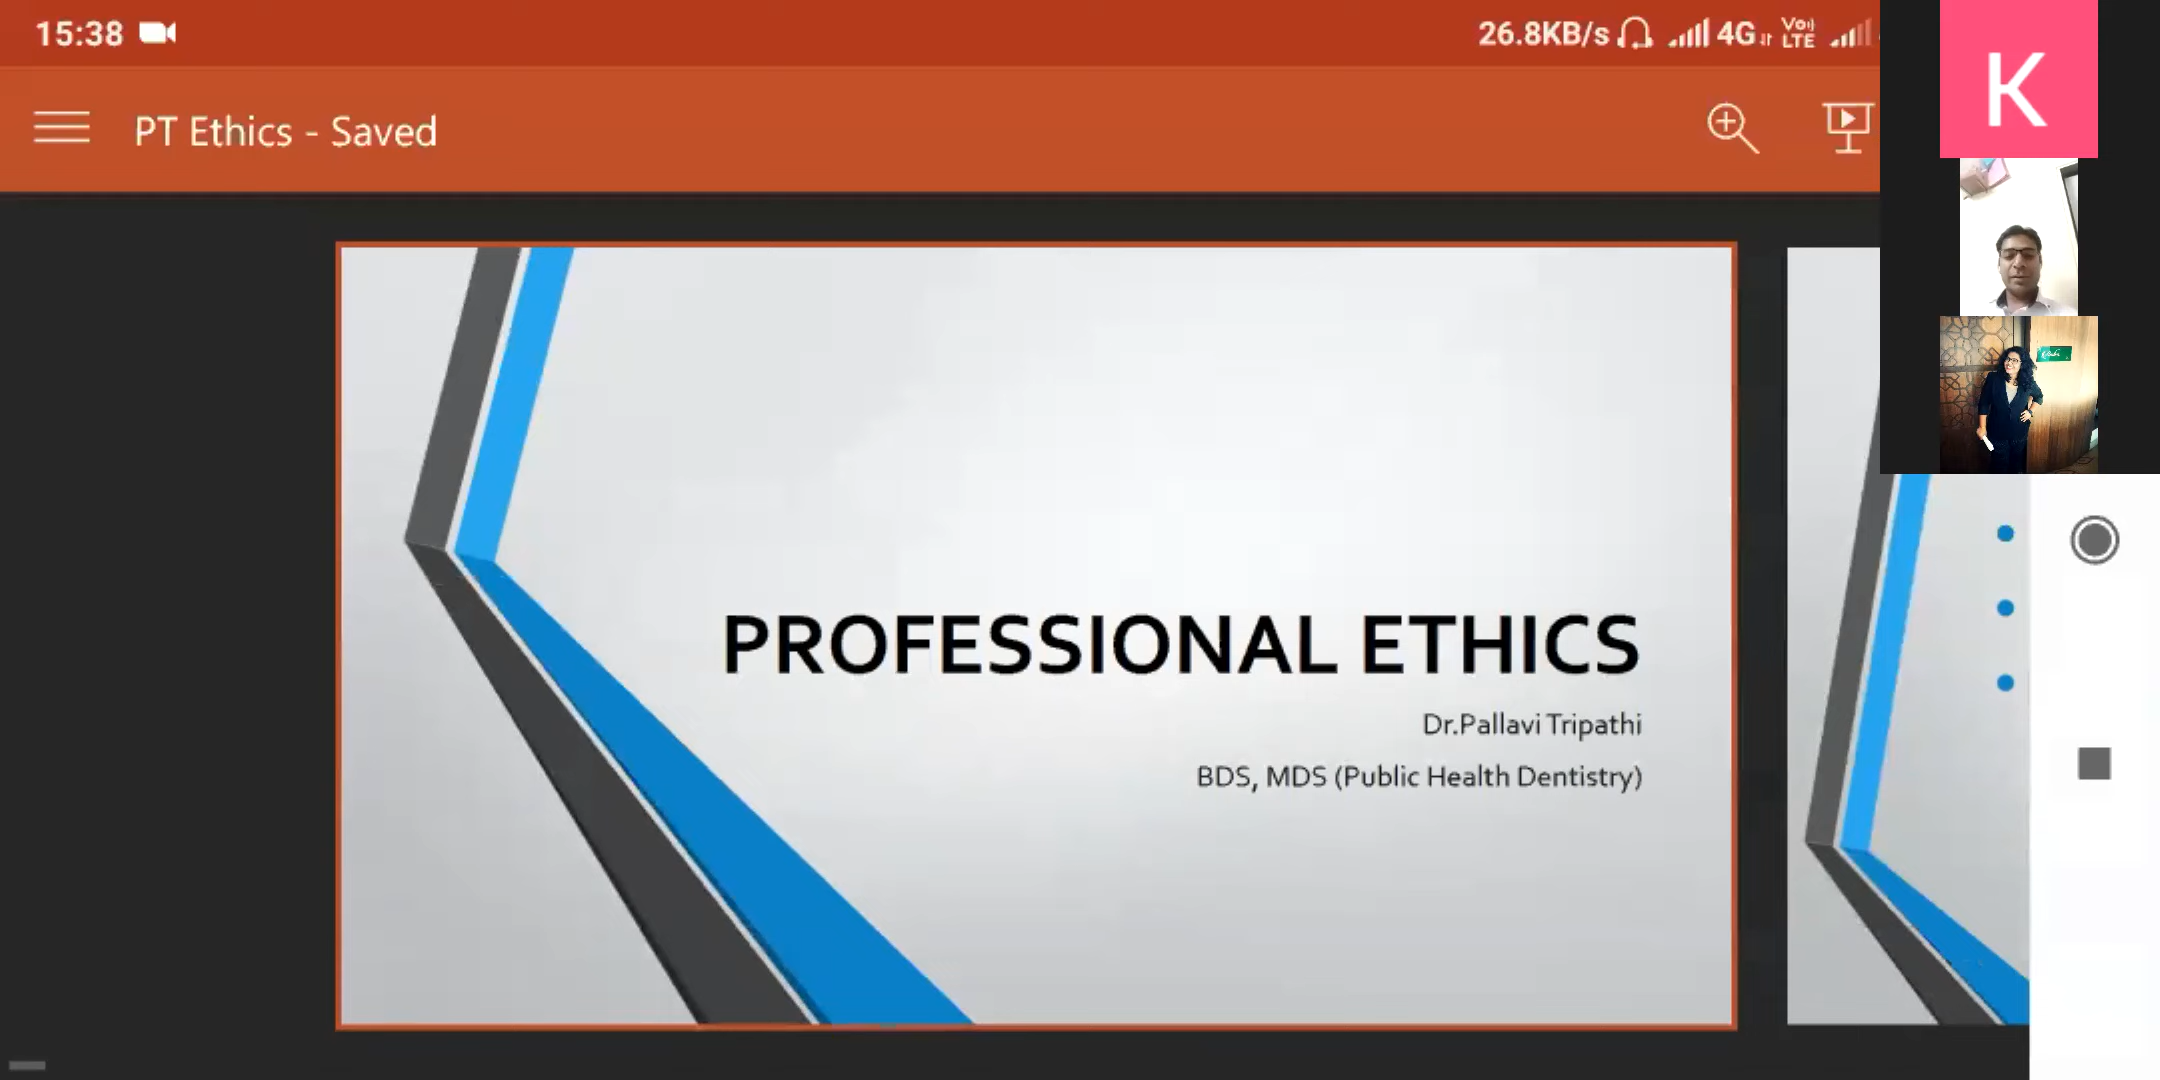 15:38
26.8KB/s 4G Vo LTE
K
PT Ethics - Saved
PROFESSIONAL ETHICS
Dr.Pallavi Tripathi
BDS, MDS (Public Health Dentistry)